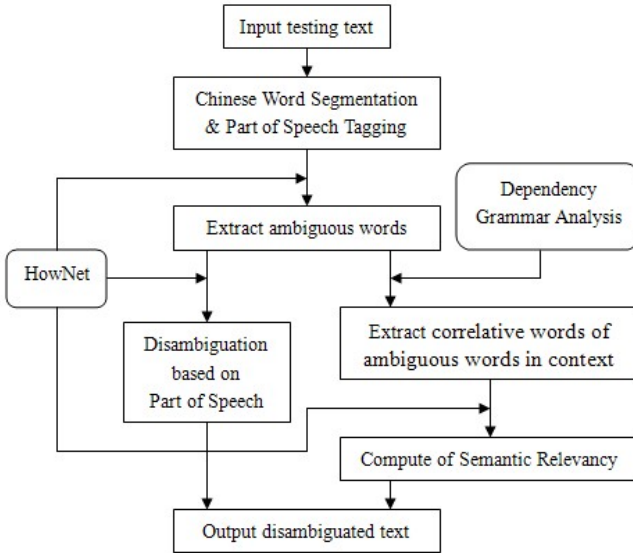 Input testing text
Chinese Word Segmentation
& Part of Speech Tagging
Dependency
Grammar Analysis
Extract ambiguous words
HowNet
Disambiguation
based on
Part of Speech
Extract correlative words of
ambiguous words in context
Compute of Semantic Relevancy
Output disambiguated text